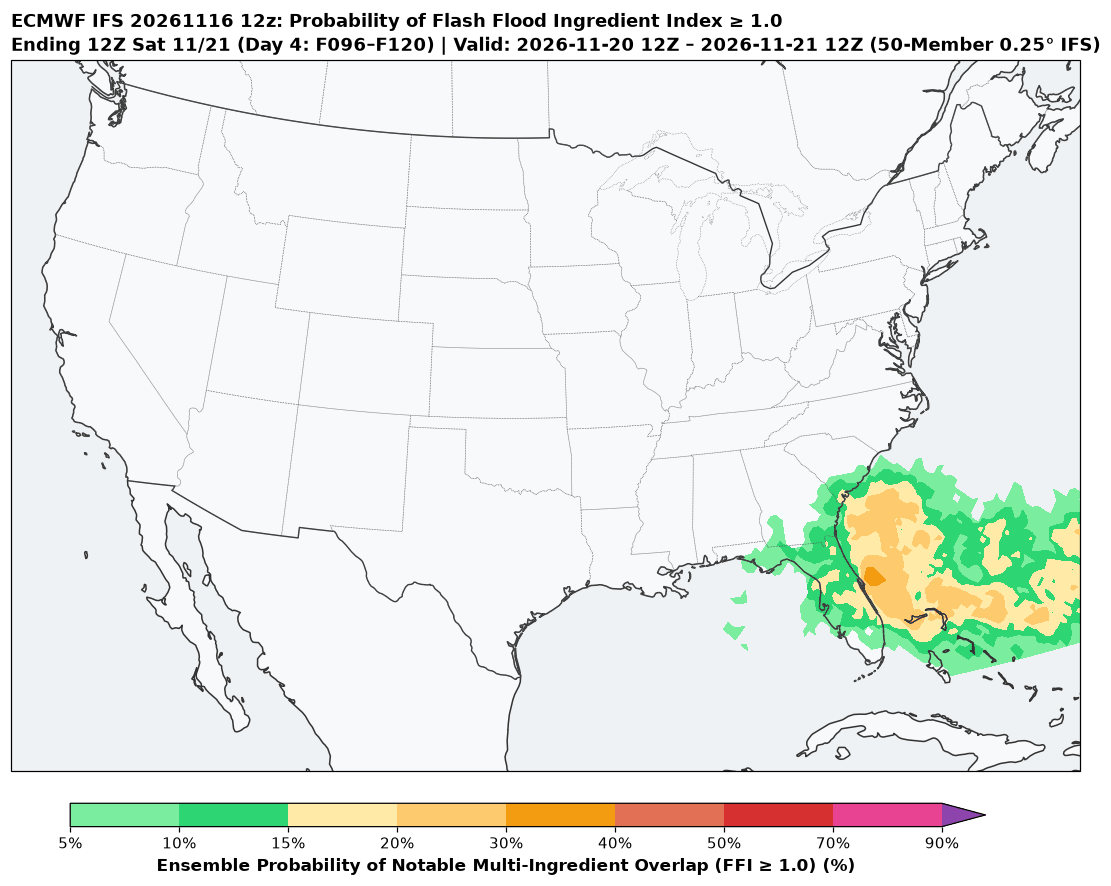 ECMWF IFS 20261116 12z: Probability of Flash Flood Ingredient Index ≥ 1.0
Ending 12Z Sat 11/21 (Day 4: F096–F120) | Valid: 2026-11-20 12Z – 2026-11-21 12Z (50-Member 0.25° IFS)
5% 10% 15% 20% 30% 40% 50% 70% 90%
Ensemble Probability of Notable Multi-Ingredient Overlap (FFI ≥ 1.0) (%)